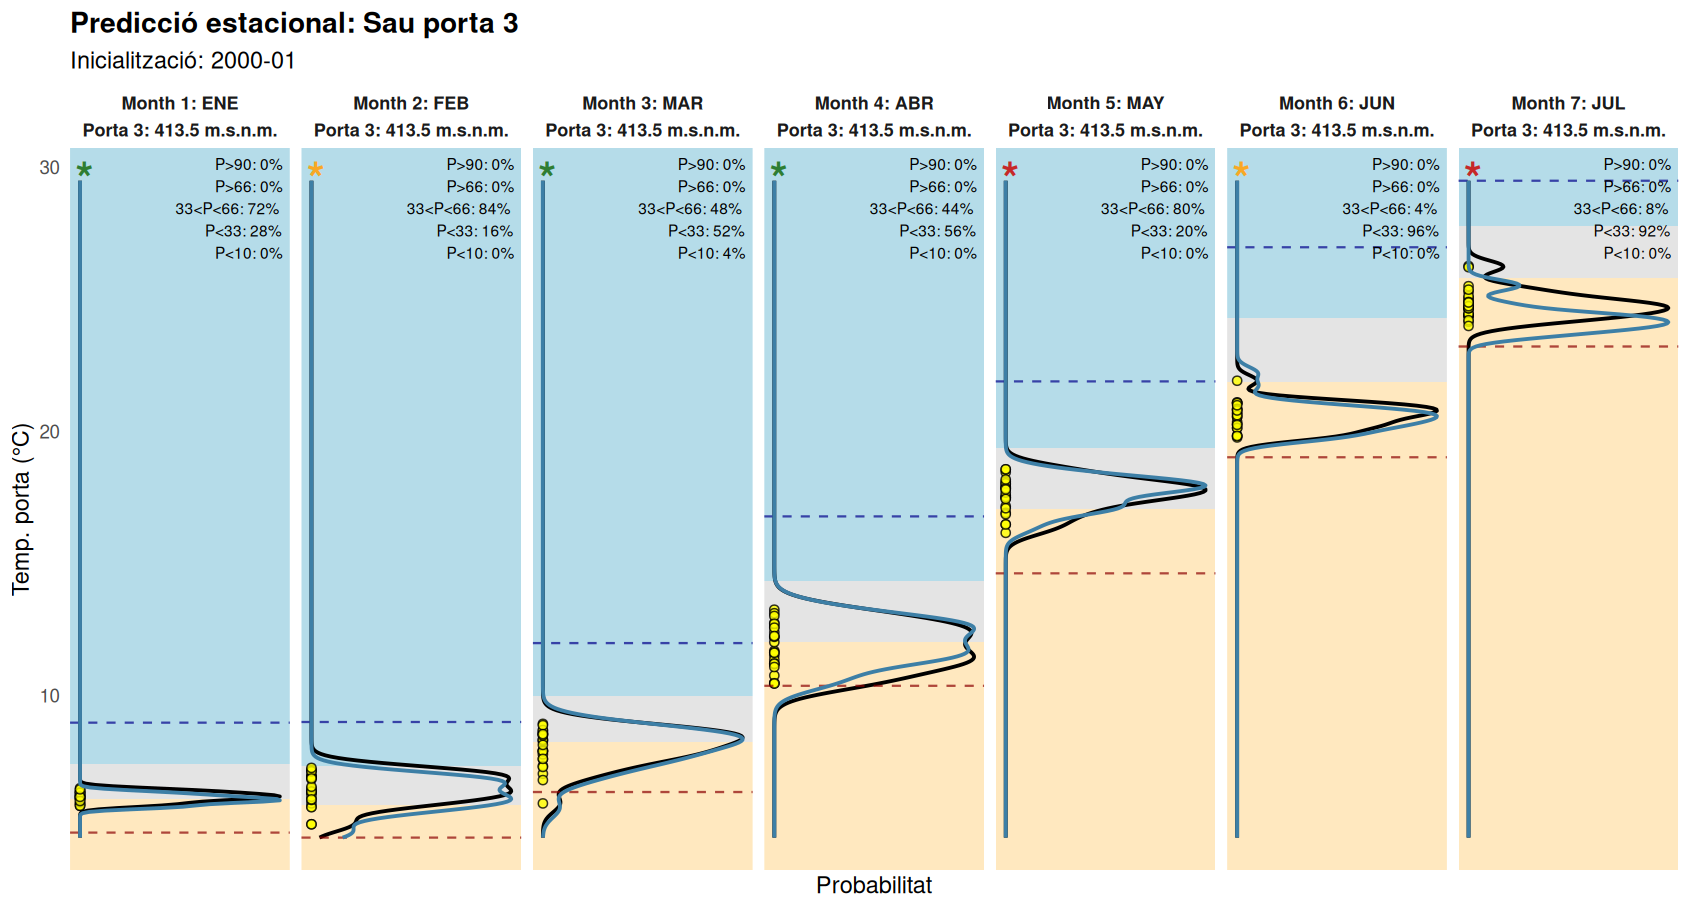 Predicció estacional: Sau porta 3
Inicialització: 2000-01
Month 1: ENE
Porta 3: 413.5 m.s.n.m.
Month 2: FEB
Porta 3: 413.5 m.s.n.m.
Month 3: MAR
Porta 3: 413.5 m.s.n.m.
Month 4: ABR
Porta 3: 413.5 m.s.n.m.
Month 5: MAY
Porta 3: 413.5 m.s.n.m.
Month 6: JUN
Porta 3: 413.5 m.s.n.m.
Month 7: JUL
Porta 3: 413.5 m.s.n.m.
Temp. porta (°C)
30
20
10
*
P>90: 0%
P>66: 0%
33<P<66: 72%
P<33: 28%
P<10: 0%
*
P>90: 0%
P>66: 0%
33<P<66: 84%
P<33: 16%
P<10: 0%
*
P>90: 0%
P>66: 0%
33<P<66: 48%
P<33: 52%
P<10: 4%
*
P>90: 0%
P>66: 0%
33<P<66: 44%
P<33: 56%
P<10: 0%
*
P>90: 0%
P>66: 0%
33<P<66: 80%
P<33: 20%
P<10: 0%
*
P>90: 0%
P>66: 0%
33<P<66: 4%
P<33: 96%
P<10: 0%
*
P>90: 0%
P>66: 0%
33<P<66: 8%
P<33: 92%
P<10: 0%
Probabilitat